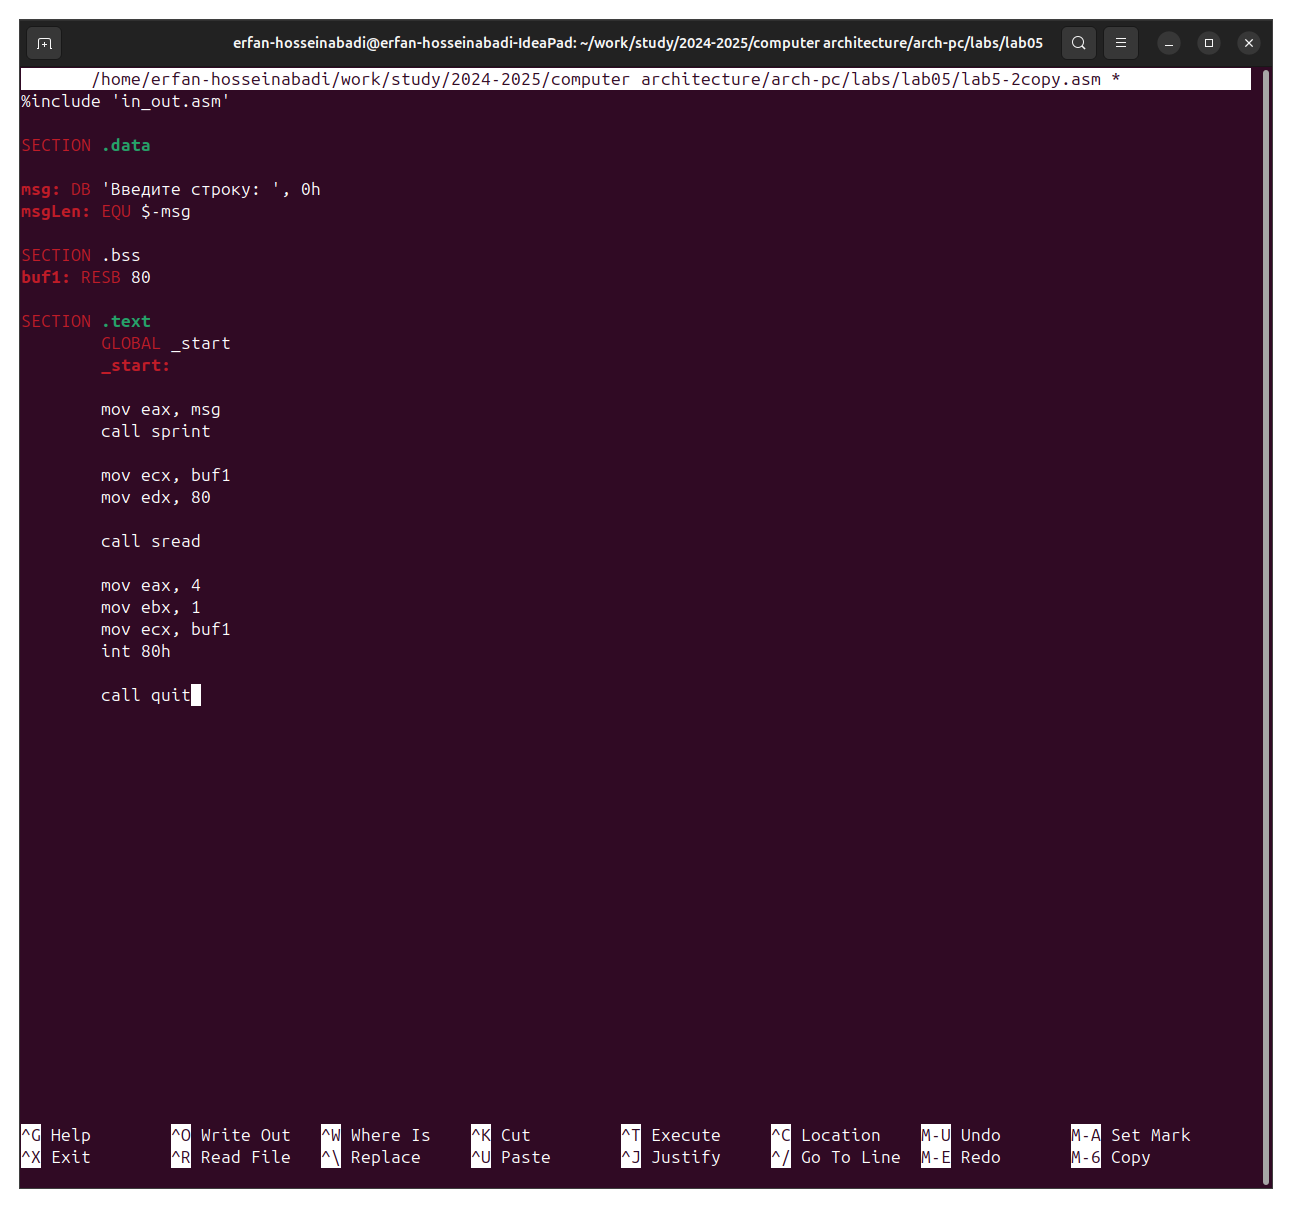 erfan-hosseinabadi@erfan-hosseinabadi-IdeaPad: ~/work/study/2024-2025/computer architecture/arch-pc/labs/lab05
/home/erfan-hosseinabadi/work/study/2024-2025/computer architecture/arch-pc/labs/lab05/lab5-2copy.asm *
%include 'in_out.asm'
SECTION .data
msg: DB 'Введите строку: ', 0h
msgLen: EQU $-msg
SECTION .bss
buf1: RESB 80
SECTION .text
GLOBAL _start
_start:
mov eax, msg
call sprint
mov ecx, buf1
mov edx, 80
call sread
mov eax, 4
mov ebx, 1
mov ecx, buf1
int 80h
call quit
^G Help ^O Write Out ^W Where Is ^K Cut ^T Execute ^C Location M-U Undo M-A Set Mark
^X Exit ^R Read File ^\ Replace ^U Paste ^J Justify ^/ Go To Line M-E Redo M-6 Copy